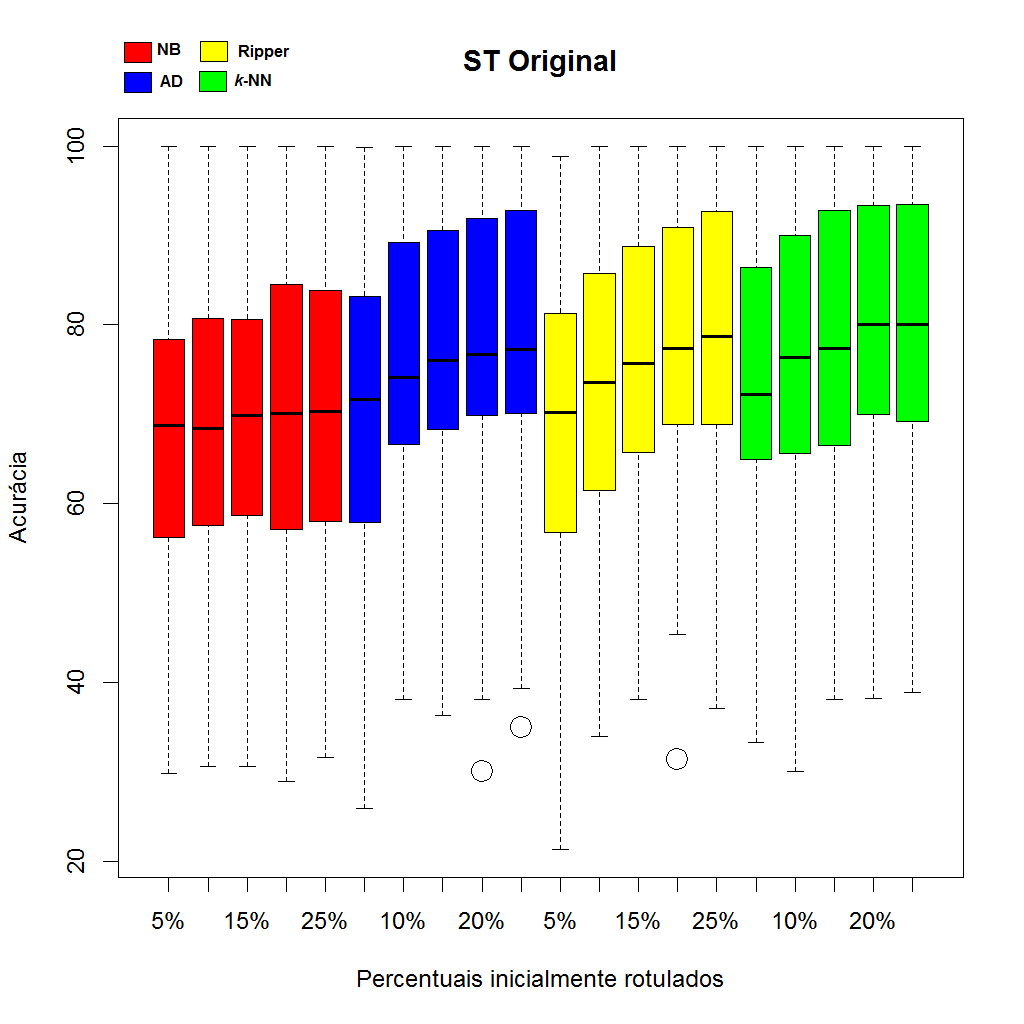 NB Ripper
AD k-NN
ST Original
Acurácia
100
80
60
40
20
5% 15% 25% 10% 20% 5% 15% 25% 10% 20%
Percentuais inicialmente rotulados